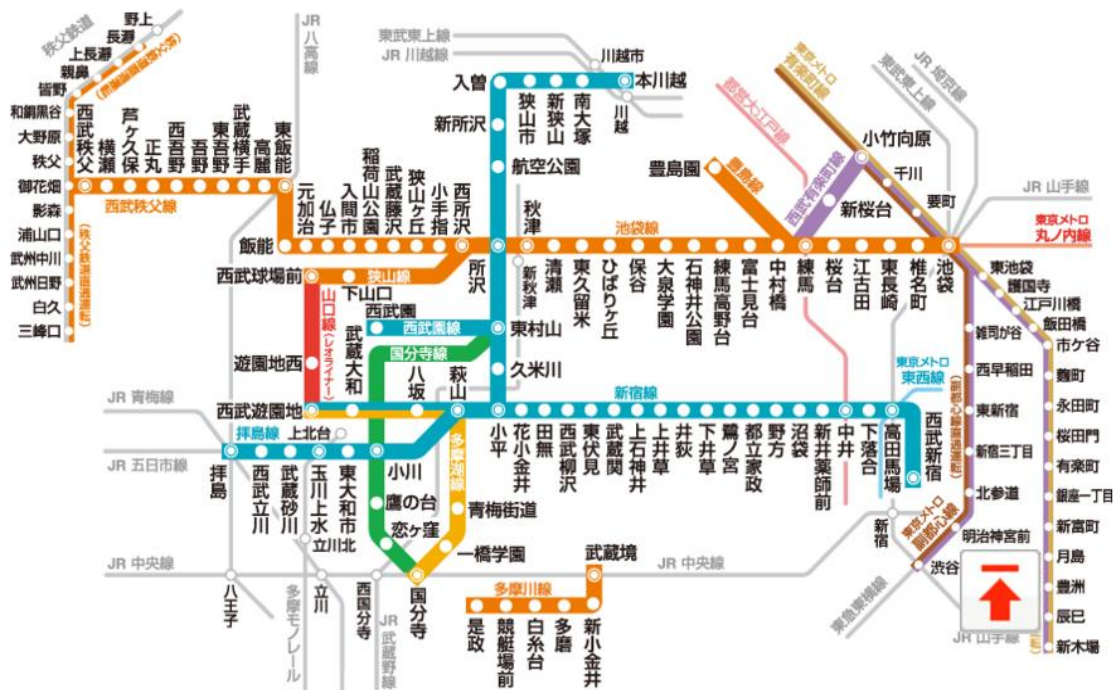 野上
長瀞
上長瀞
親鼻
皆野
和銅黒谷
大野原
秩父
御花畑
影森
浦山口
武州中川
武州日野
白久
三峰口
秩父鉄道
(秩父鉄道直通運転)
西武秩父
横瀬
芦ヶ久保
正丸
西吾野
吾野
東吾野
武蔵横手
高麗
東飯能
西武秩父線
JR 八高線
飯能
元加治
仏子
入間市
稲荷山公園
武蔵藤沢
狭山ヶ丘
小手指
西所沢
所沢
秋津
新秋津
清瀬
東久留米
ひばりヶ丘
保谷
大泉学園
石神井公園
練馬高野台
富士見台
中村橋
練馬
桜台
江古田
東長崎
椎名町
池袋
池袋線
東武東上線
JR 川越線
川越市
川越
本川越
南大塚
新狭山
狭山市
入曽
新所沢
航空公園
東村山
久米川
豊島園
豊島線
都営大江戸線
西武有楽町線
新桜台
小竹向原
千川
要町
東京メトロ
有楽町線
東武東上線
JR 埼京線
JR 山手線
東京メトロ
丸ノ内線
西武球場前
下山口
狭山線
山口線(レオライナー)
遊園地西
西武遊園地
西武園
西武園線
国分寺線
武蔵大和
八坂
萩山
多摩湖線
青梅街道
一橋学園
国分寺
恋ヶ窪
鷹の台
小川
東大和市
玉川上水
武蔵砂川
西武立川
拝島
拝島線
上北台
立川北
JR 青梅線
JR 五日市線
JR 中央線
八王子
立川
西国分寺
多摩モノレール
JR 武蔵野線
新宿線
小平
花小金井
田無
西武柳沢
東伏見
武蔵関
上石神井
上井草
井荻
下井草
鷺ノ宮
都立家政
野方
沼袋
新井薬師前
中井
下落合
高田馬場
西武新宿
東京メトロ
東西線
新宿
JR 中央線
武蔵境
新小金井
多磨
白糸台
競艇場前
是政
多摩川線
雑司が谷
西早稲田
東新宿
新宿三丁目
北参道
明治神宮前
渋谷
東京メトロ
副都心線
東急東横線
JR 山手線
東池袋
護国寺
江戸川橋
飯田橋
市ケ谷
麹町
永田町
桜田門
有楽町
銀座一丁目
新富町
月島
豊洲
辰巳
新木場